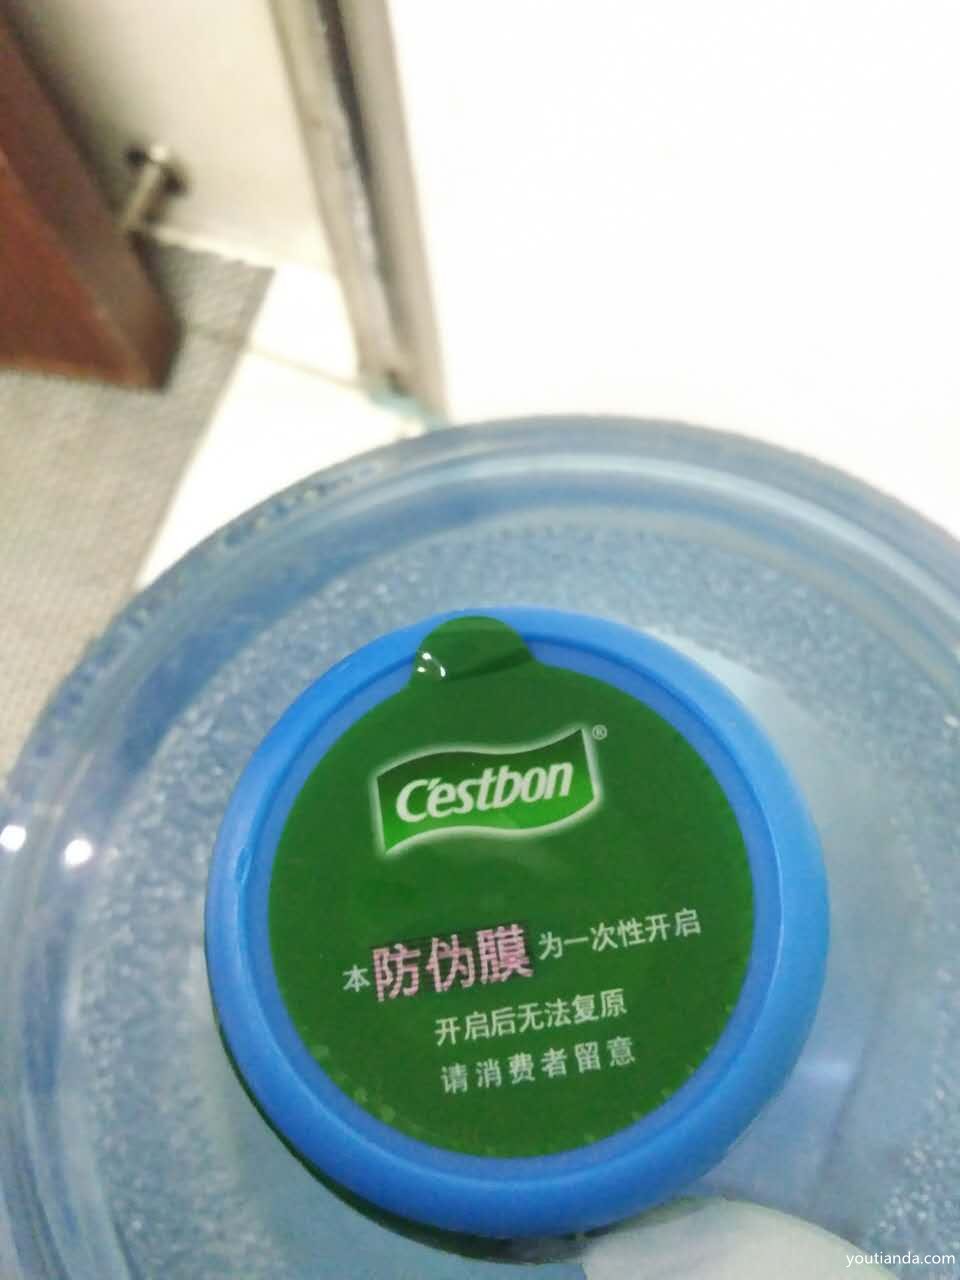 C'estbon®
本防伪膜为一次性开启
开启后无法复原
请消费者留意
youtianda.com